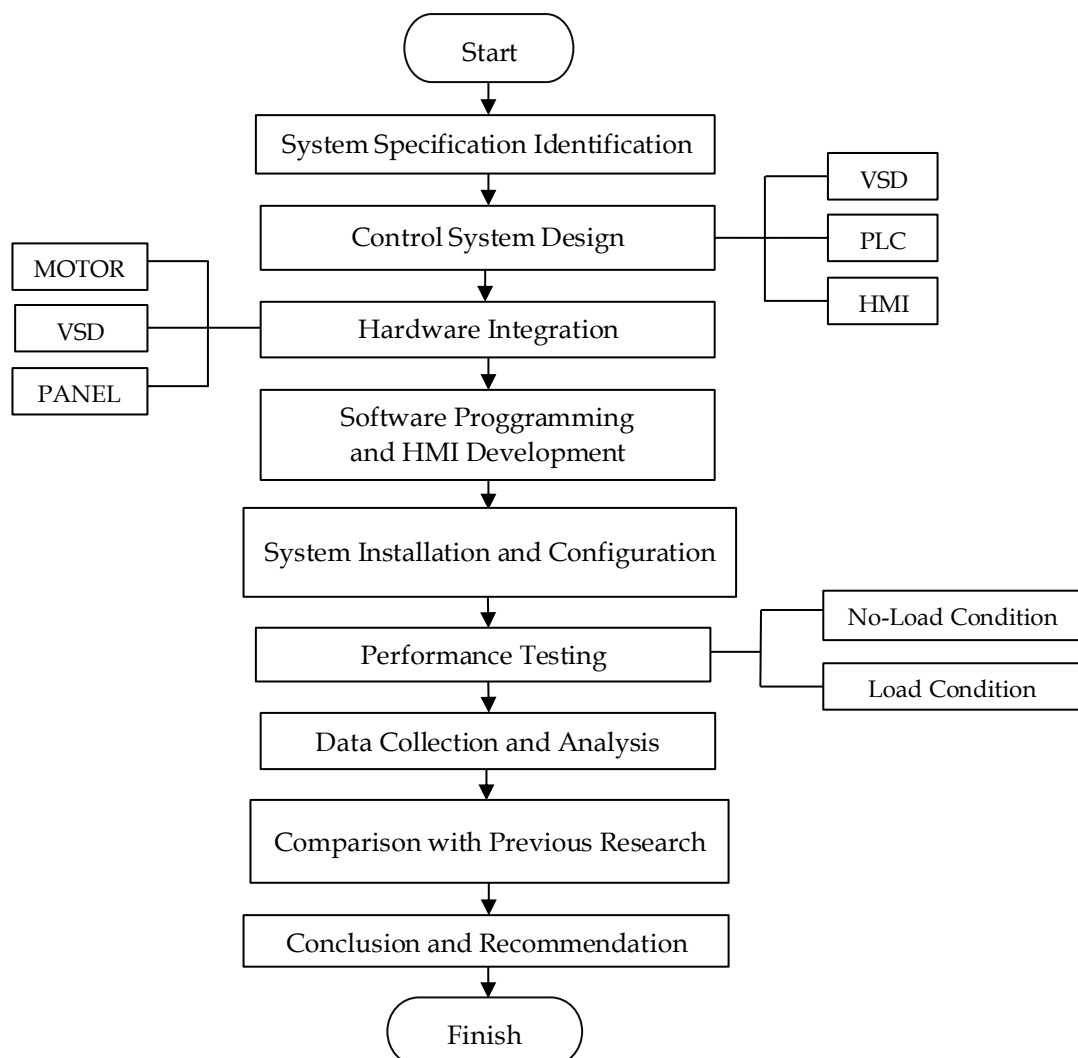 Start
System Specification Identification
VSD
Control System Design
PLC
MOTOR
HMI
VSD
Hardware Integration
PANEL
Software Proggramming
and HMI Development
System Installation and Configuration
No-Load Condition
Performance Testing
Load Condition
Data Collection and Analysis
Comparison with Previous Research
Conclusion and Recommendation
Finish